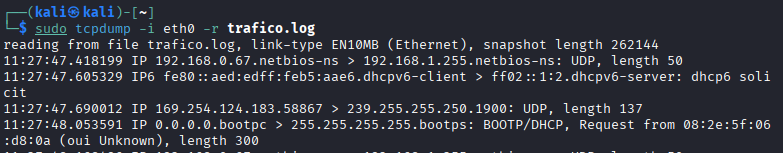 ┌──(kali㉿kali)-[~]
└─$ sudo tcpdump -i eth0 -r trafico.log
reading from file trafico.log, link-type EN10MB (Ethernet), snapshot length 262144
11:27:47.418199 IP 192.168.0.67.netbios-ns > 192.168.1.255.netbios-ns: UDP, length 50
11:27:47.605329 IP6 fe80::aed:edff:feb5:aae6.dhcpv6-client > ff02::1:2.dhcpv6-server: dhcp6 soli
cit
11:27:47.690012 IP 169.254.124.183.58867 > 239.255.255.250.1900: UDP, length 137
11:27:48.053591 IP 0.0.0.0.bootpc > 255.255.255.255.bootps: BOOTP/DHCP, Request from 08:2e:5f:06
:d8:0a (oui Unknown), length 300